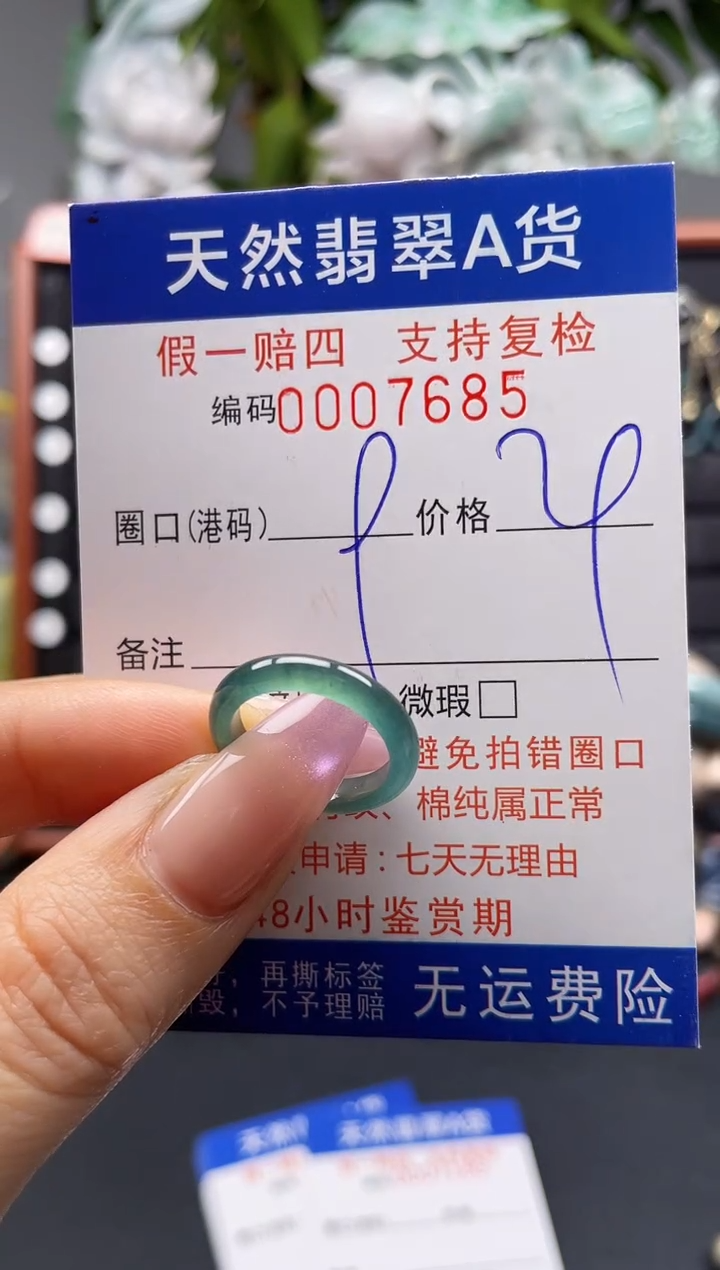 天然翡翠A货
假一赔四 支持复检
编码0007685
圈口(港码) 价格
备注
微瑕□
避免拍错圈口
、棉纯属正常
申请：七天无理由
48小时鉴赏期
，再撕标签
毁，不予理赔
无运费险